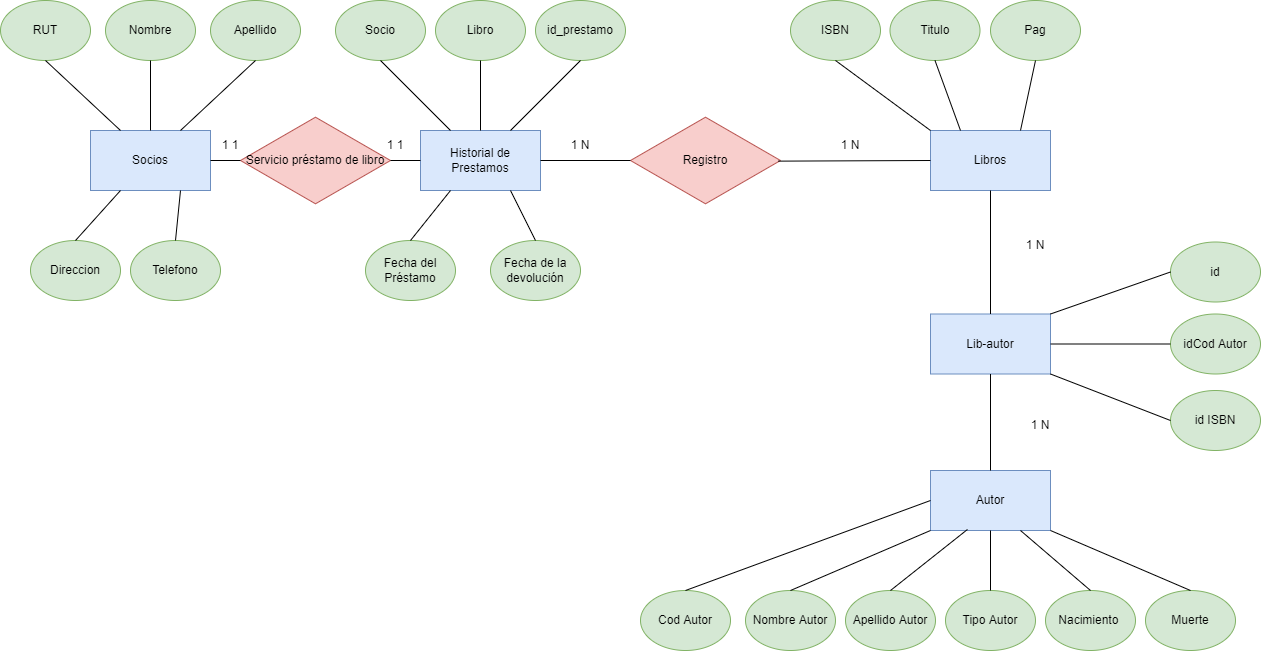 RUT
Nombre
Apellido
Socio
Libro
id_prestamo
ISBN
Titulo
Pag
Socios
1 1
Servicio préstamo de libro
1 1
Historial de
Prestamos
1 N
Registro
1 N
Libros
Direccion
Telefono
Fecha del
Préstamo
Fecha de la
devolución
1 N
id
Lib-autor
idCod Autor
id ISBN
1 N
Autor
Cod Autor
Nombre Autor
Apellido Autor
Tipo Autor
Nacimiento
Muerte